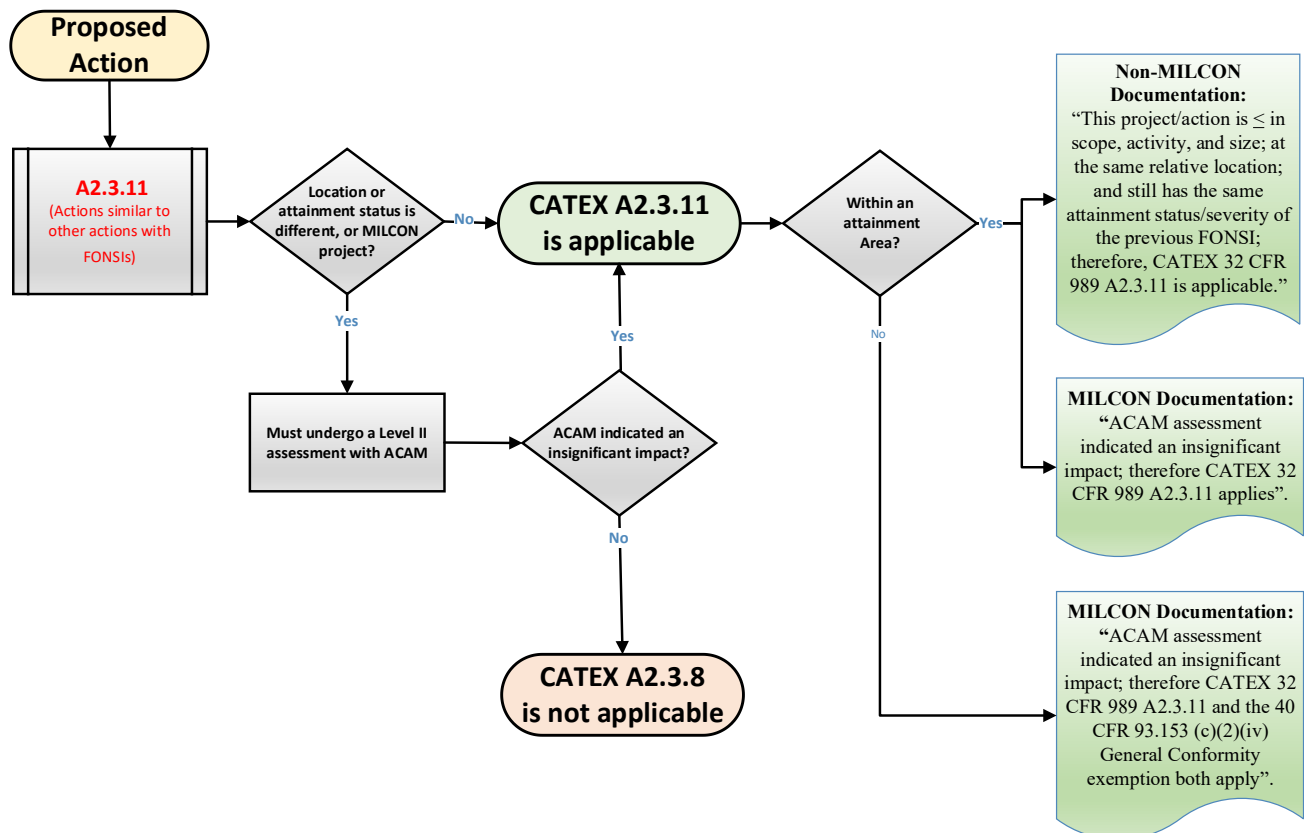 Proposed
Action
A2.3.11
(Actions similar to
other actions with
FONSIs)
Location or
attainment status is
different, or MILCON
project?
No
Yes
CATEX A2.3.11
is applicable
Within an
attainment
Area?
Yes
No
Must undergo a Level II
assessment with ACAM
ACAM indicated an
insignificant impact?
Yes
No
CATEX A2.3.8
is not applicable
Non-MILCON
Documentation:
“This project/action is ≤ in
scope, activity, and size; at
the same relative location;
and still has the same
attainment status/severity of
the previous FONSI;
therefore, CATEX 32 CFR
989 A2.3.11 is applicable.”
MILCON Documentation:
“ACAM assessment
indicated an insignificant
impact; therefore CATEX 32
CFR 989 A2.3.11 applies”.
MILCON Documentation:
“ACAM assessment
indicated an insignificant
impact; therefore CATEX 32
CFR 989 A2.3.11 and the 40
CFR 93.153 (c)(2)(iv)
General Conformity
exemption both apply”.